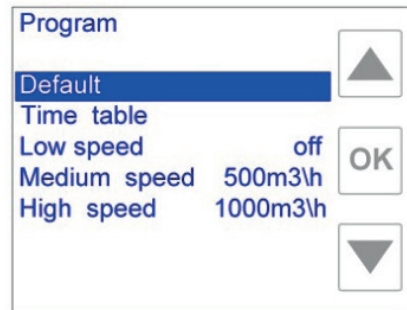 Program
Default
Time table
Low speed off
Medium speed 500m3\h
High speed 1000m3\h
OK